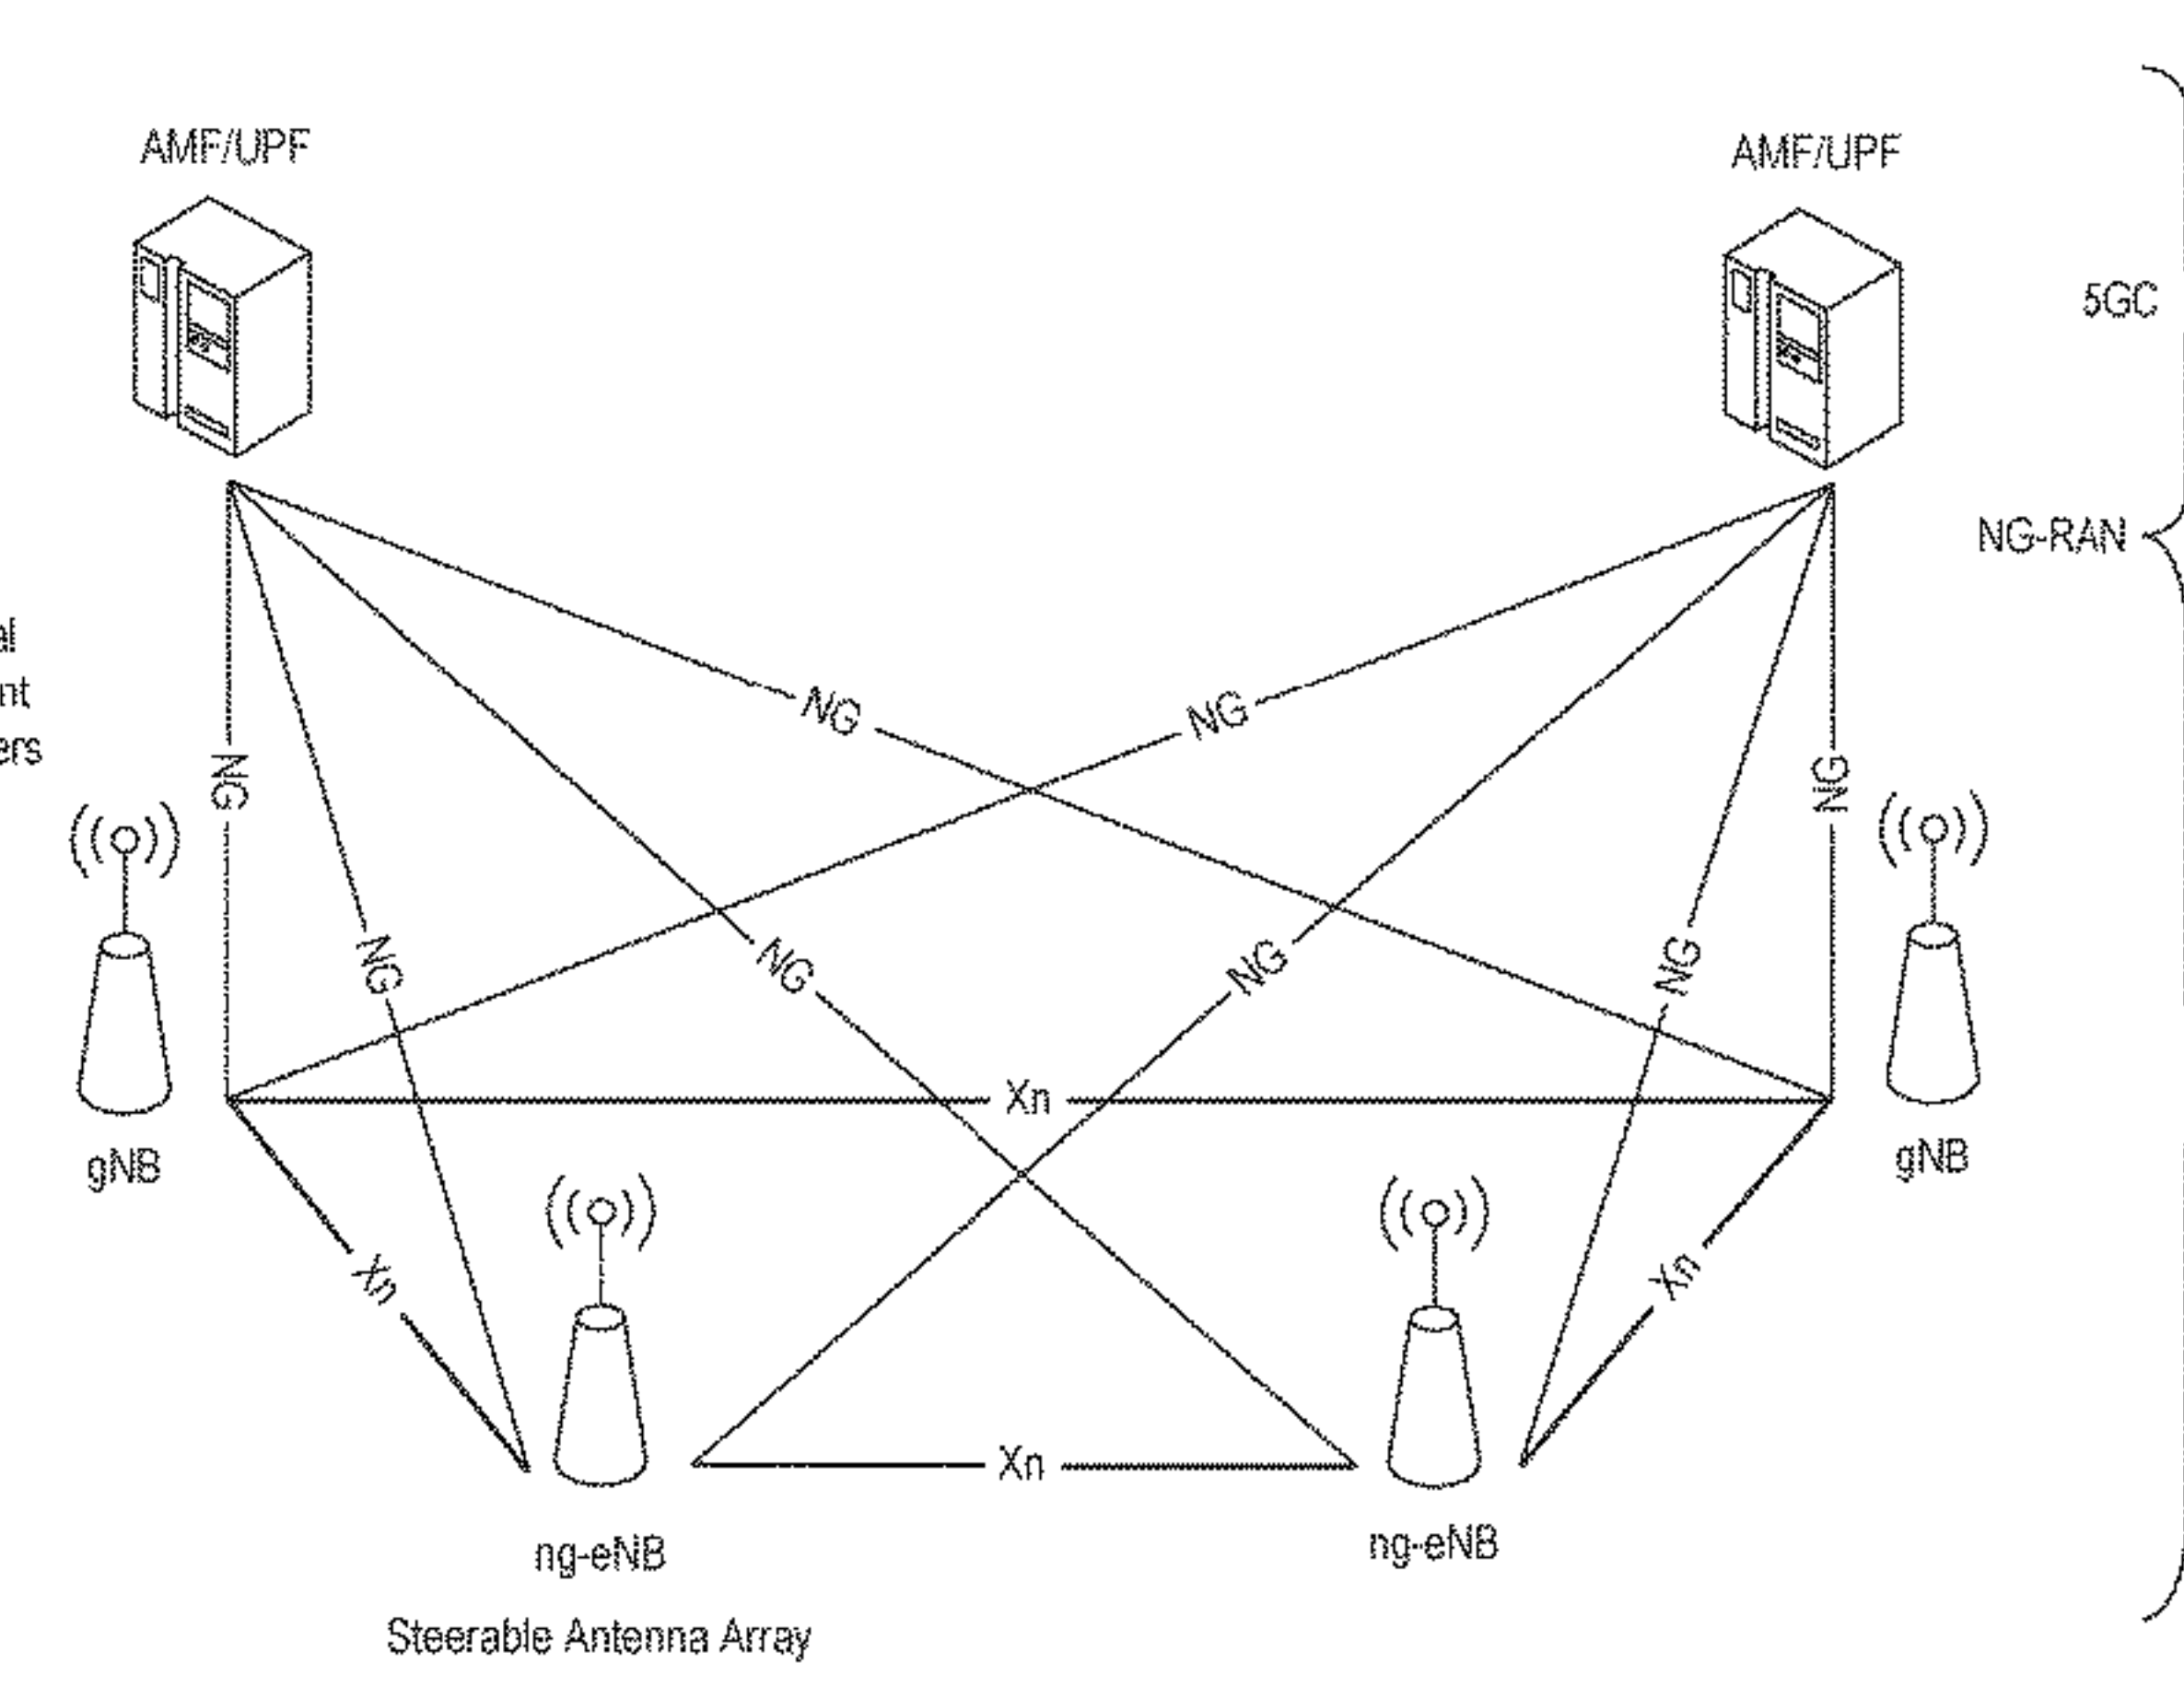 AMF/UPF
AMF/UPF
5GC
NG-RAN
NG
NG
NG
NG
NG
NG
NG
NG
Xn
gNB
gNB
Xn
Xn
Xn
ng-eNB
ng-eNB
Steerable Antenna Array